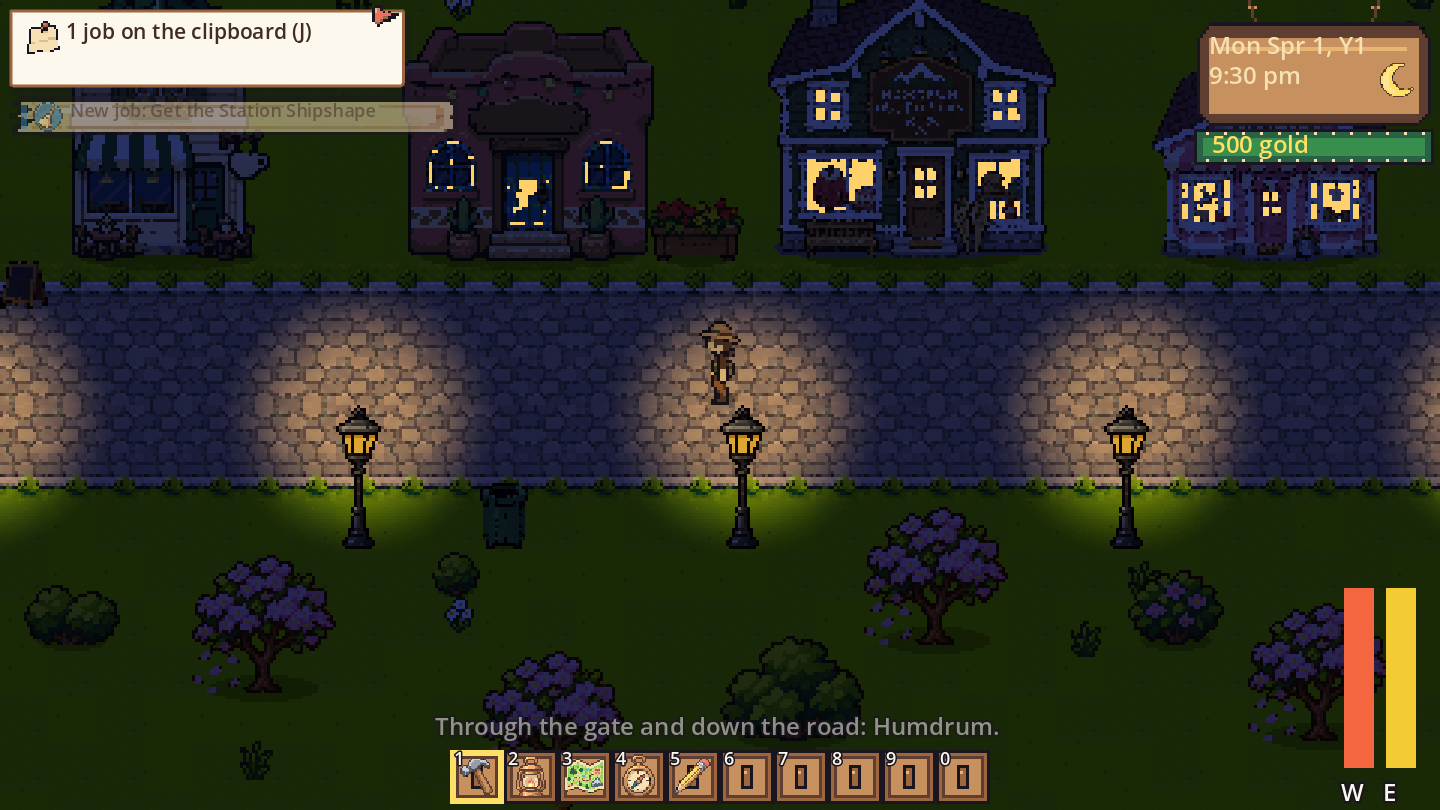 1 job on the clipboard (J)
New job: Get the Station Shipshape
Mon Spr 1, Y1
9:30 pm
500 gold
Through the gate and down the road: Humdrum.
1 2 3 4 5 6 7 8 9 0
W E